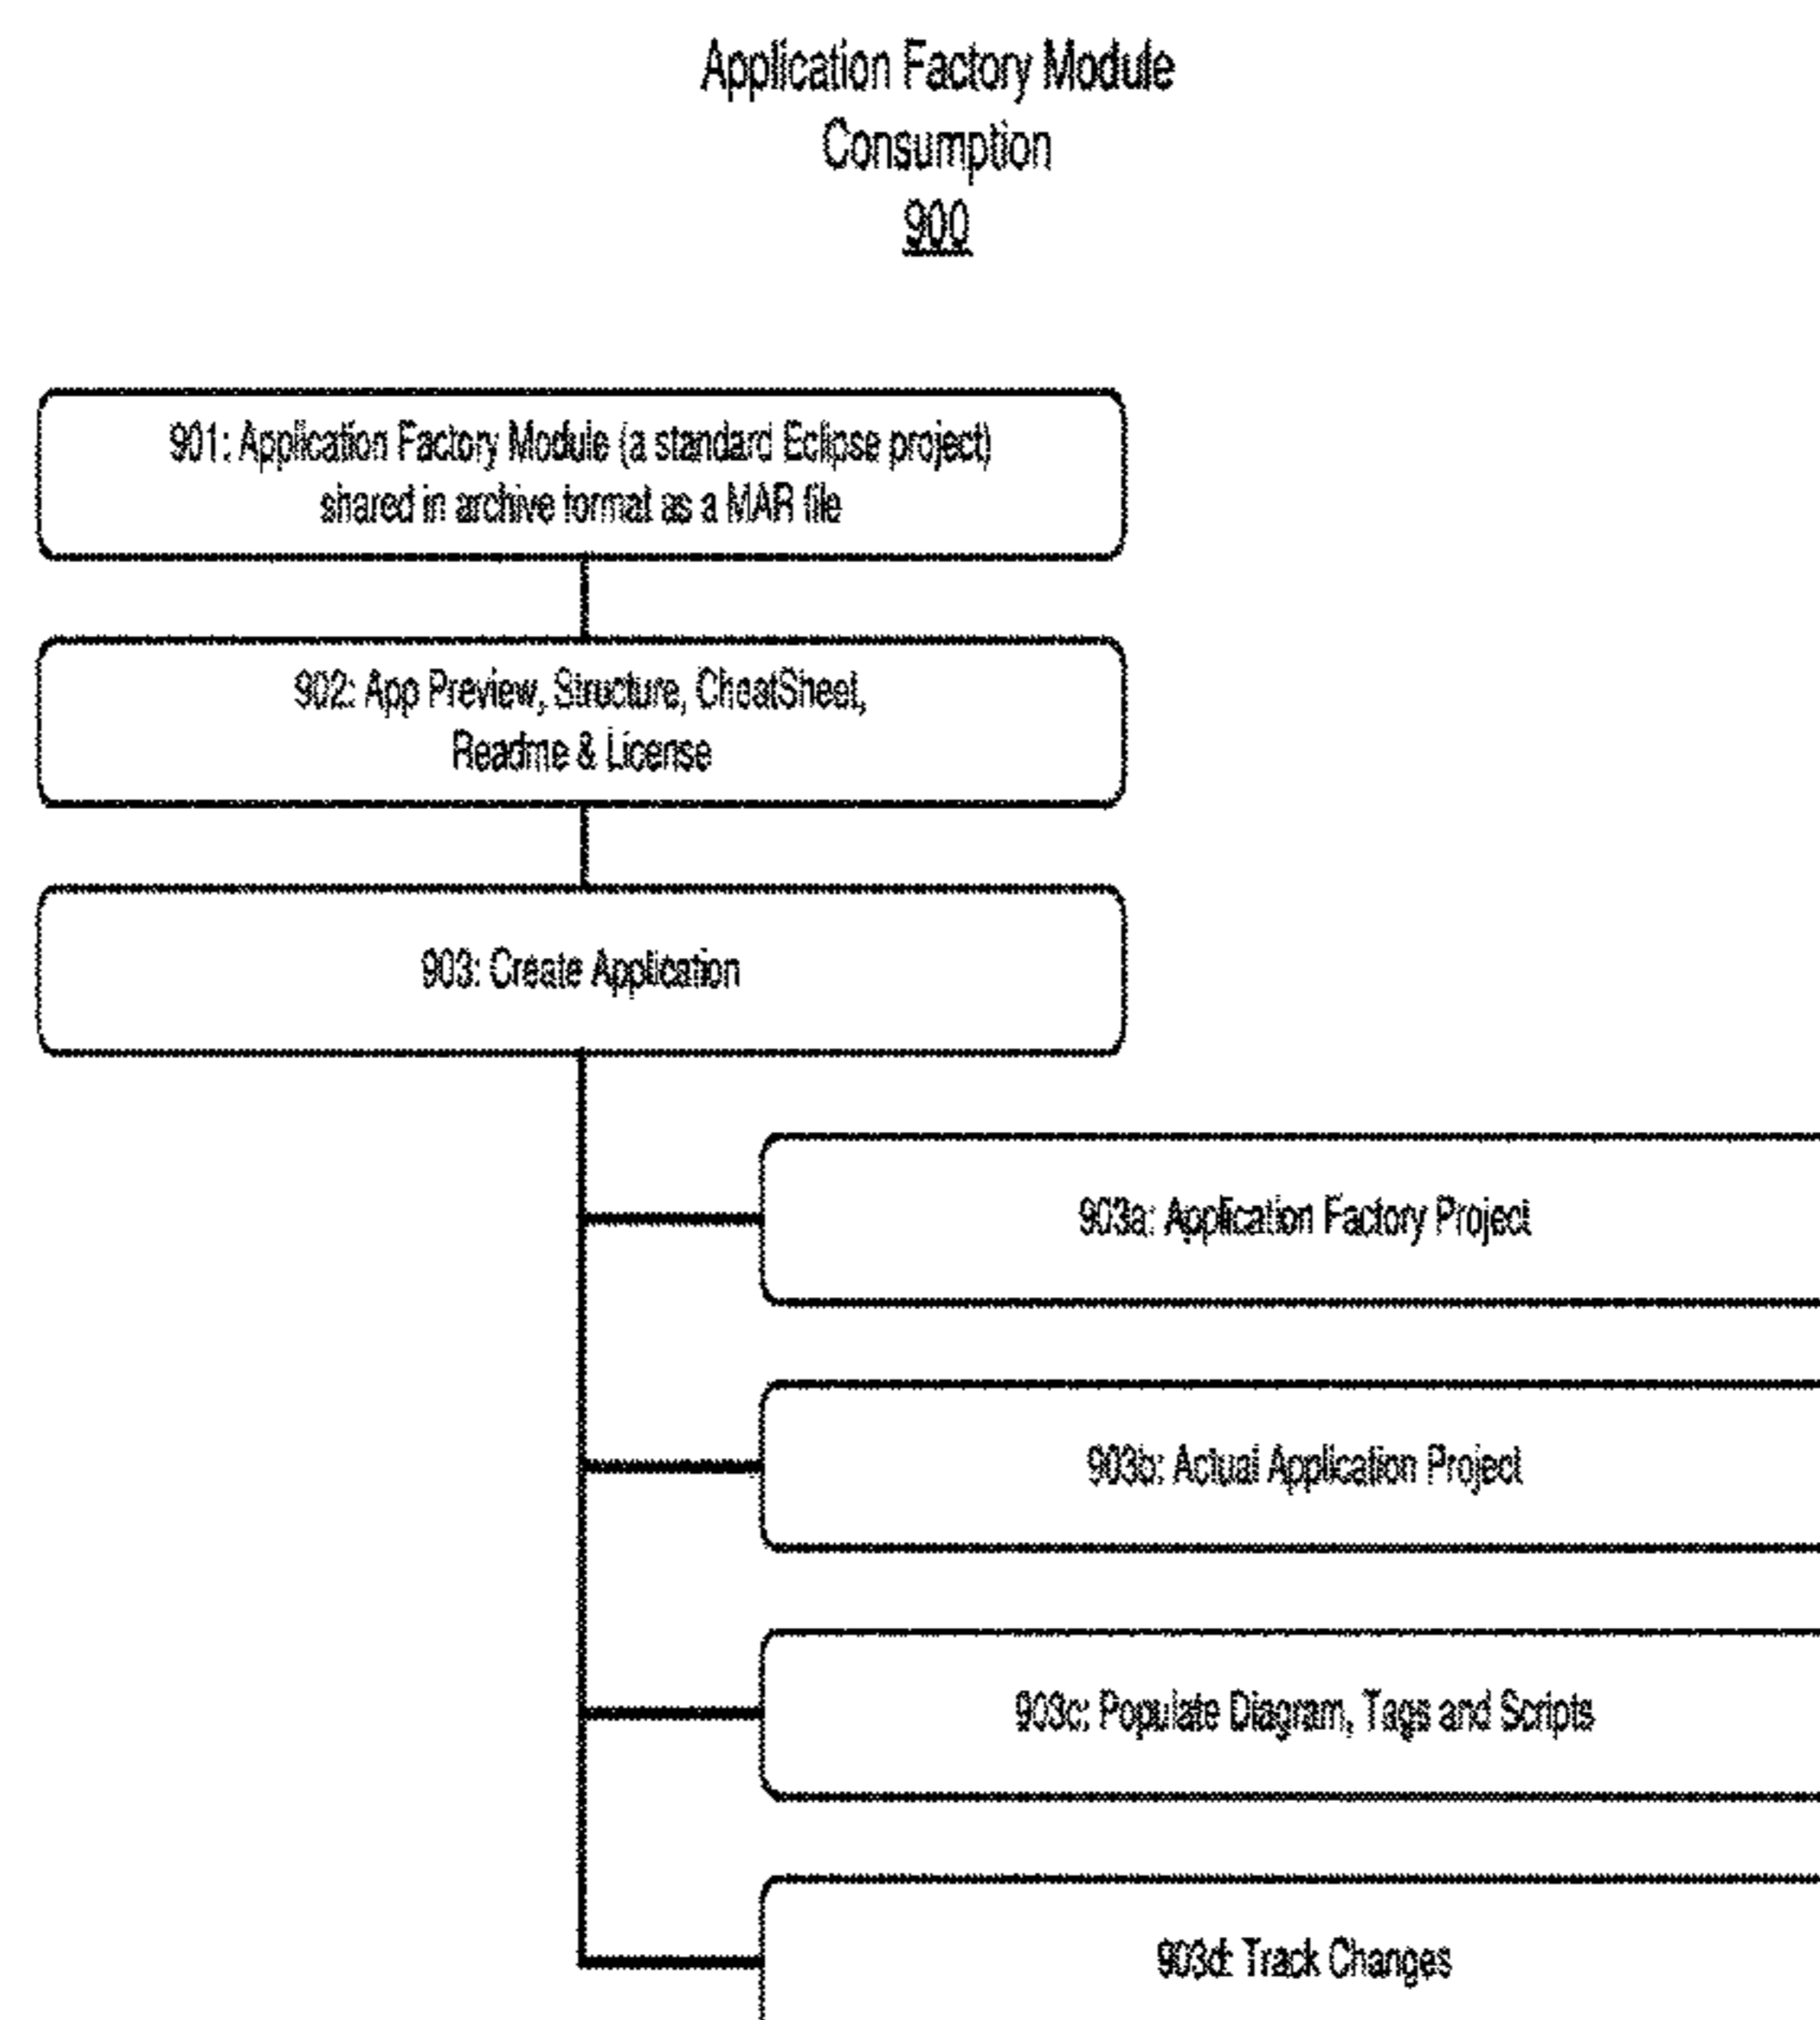 Application Factory Module
Consumption
900
901: Application Factory Module (a standard Eclipse project)
shared in archive format as a MAR file
902: App Preview, Structure, CheatSheet,
Readme & License
903: Create Application
903a: Application Factory Project
903b: Actual Application Project
903c: Populate Diagram, Tags and Scripts
903d: Track Changes